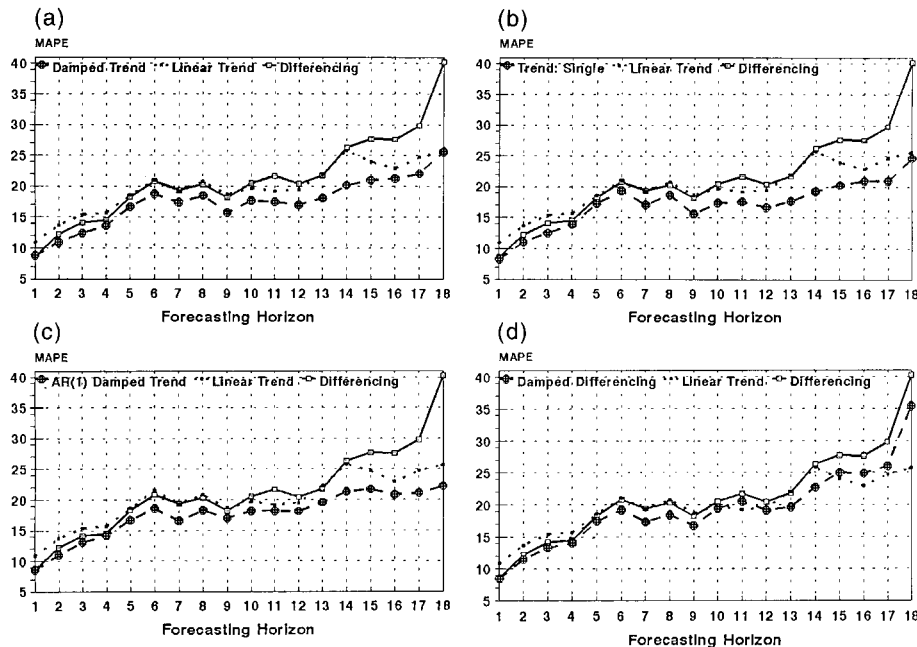 (a)
MAPE
Damped Trend Linear Trend Differencing
40
35
30
25
20
15
10
5
1 2 3 4 5 6 7 8 9 10 11 12 13 14 15 16 17 18
Forecasting Horizon
(b)
MAPE
Trend: Single Linear Trend Differencing
40
35
30
25
20
15
10
5
1 2 3 4 5 6 7 8 9 10 11 12 13 14 15 16 17 18
Forecasting Horizon
(c)
MAPE
AR(1) Damped Trend Linear Trend Differencing
40
35
30
25
20
15
10
5
1 2 3 4 5 6 7 8 9 10 11 12 13 14 15 16 17 18
Forecasting Horizon
(d)
MAPE
Damped Differencing Linear Trend Differencing
40
35
30
25
20
15
10
5
1 2 3 4 5 6 7 8 9 10 11 12 13 14 15 16 17 18
Forecasting Horizon